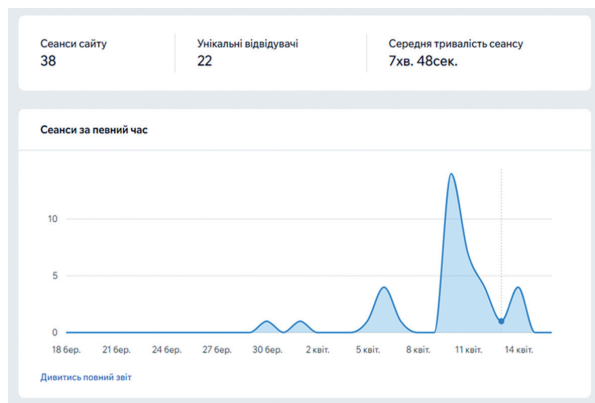 Сеанси сайту
38
Унікальні відвідувачі
22
Середня тривалість сеансу
7хв. 48сек.
Сеанси за певний час
10
5
0
18 бер. 21 бер. 24 бер. 27 бер. 30 бер. 2 квіт. 5 квіт. 8 квіт. 11 квіт. 14 квіт.
Дивитись повний звіт